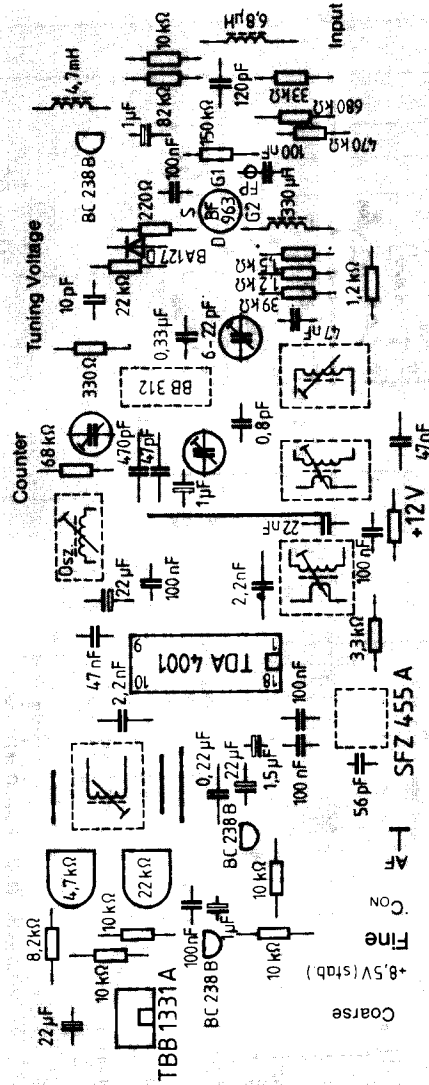 4,7mH
BC 238 B
1µF
82kΩ
10kΩ
6,8µH
120pF
Input
33kΩ
680kΩ
470kΩ
150kΩ
100nF
100nF
G1
S
BF
963
D
G2
FP
330µH
220Ω
BA127D
22kΩ
10pF
Tuning Voltage
330Ω
BB 312
0,33µF
6-22pF
1,2kΩ
39kΩ
47nF
1,2kΩ
Counter
68kΩ
470pF
47pF
1µF
0,8pF
47nF
Osz.
22µF
100nF
22nF
+12V
100nF
2,2nF
47nF
2,2nF
9
10
TDA 4001
1
18
3,3kΩ
100nF
100nF
1,5µF
22µF
0,22µF
SFZ 455 A
56pF
BC 238 B
AF
4,7kΩ
22kΩ
10kΩ
CON
Fine
+8,5V (stab.)
Coarse
8,2kΩ
10kΩ
10kΩ
100nF
1µF
BC 238 B
10kΩ
22µF
TBB 1331A